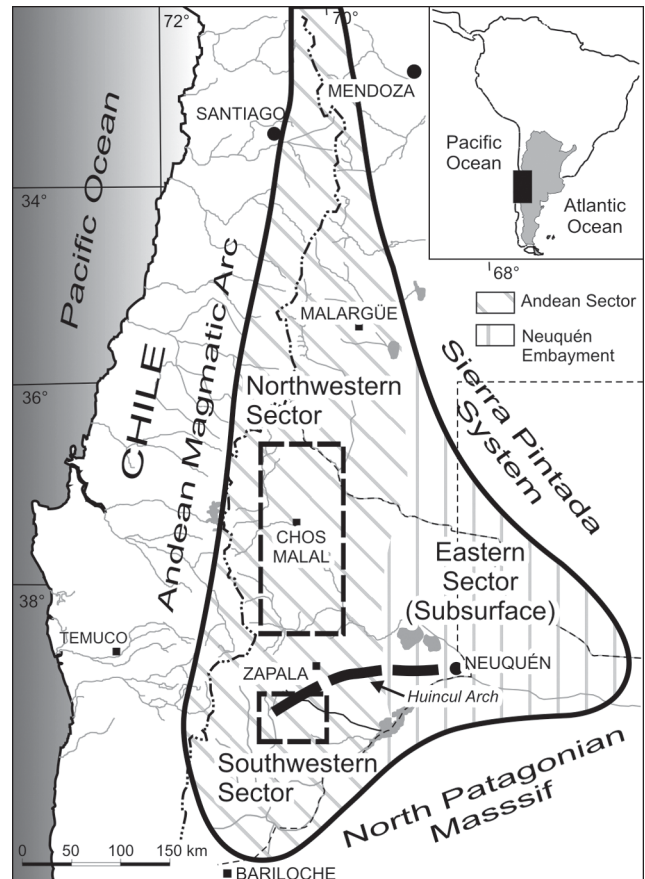 72°
70°
MENDOZA
SANTIAGO
Pacific
Ocean
Atlantic
Ocean
Pacific Ocean
34°
68°
Andean Sector
Neuquén
Embayment
MALARGÜE
CHILE
Andean Magmatic Arc
Sierra Pintada
System
36°
Northwestern
Sector
CHOS
MALAL
Eastern
Sector
(Subsurface)
38°
TEMUCO
ZAPALA
NEUQUÉN
Huincul Arch
Southwestern
Sector
North Patagonian
Masssif
0 50 100 150 km
BARILOCHE